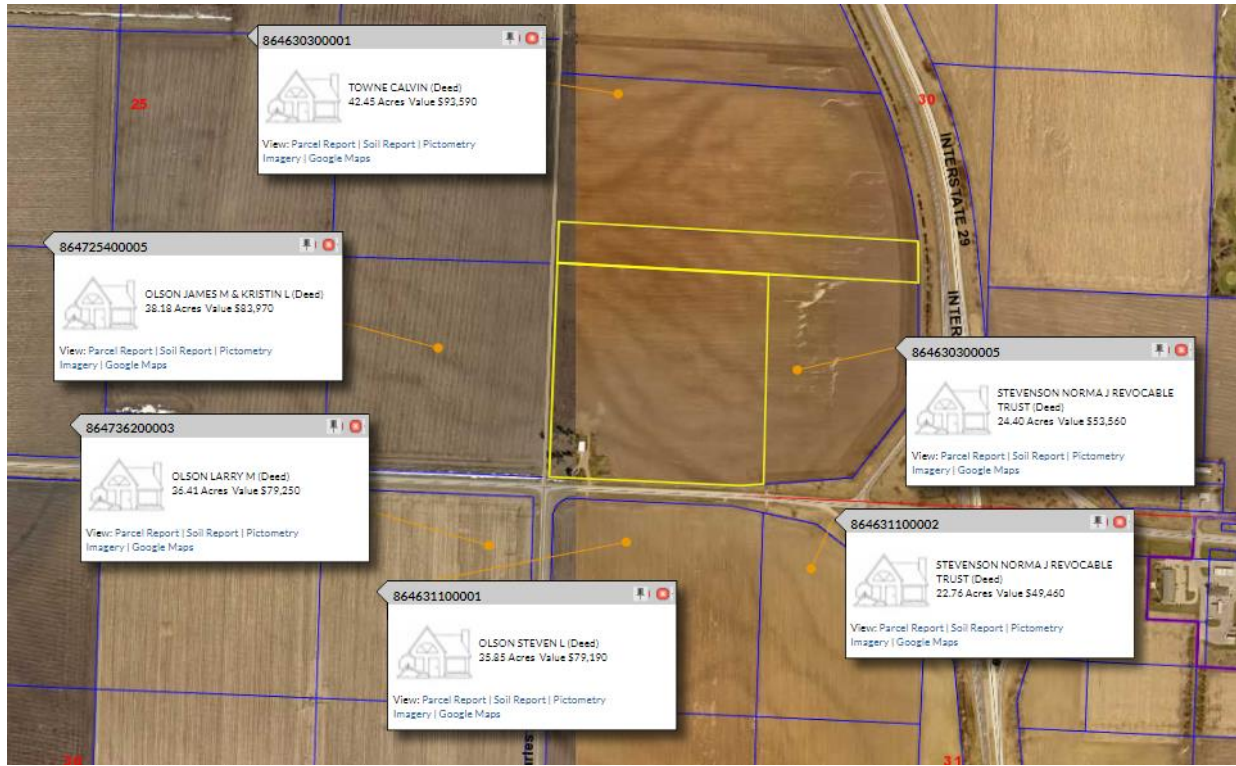 864630300001
TOWNE CALVIN (Deed)
42.45 Acres Value $93,590
View: Parcel Report | Soil Report | Pictometry
Imagery | Google Maps
25
30
INTERSTATE 29
INTER
864725400005
OLSON JAMES M & KRISTIN L (Deed)
38.18 Acres Value $83,970
View: Parcel Report | Soil Report | Pictometry
Imagery | Google Maps
864630300005
STEVENSON NORMA J REVOCABLE
TRUST (Deed)
24.40 Acres Value $53,560
View: Parcel Report | Soil Report | Pictometry
Imagery | Google Maps
864736200003
OLSON LARRY M (Deed)
36.41 Acres Value $79,250
View: Parcel Report | Soil Report | Pictometry
Imagery | Google Maps
864631100002
STEVENSON NORMA J REVOCABLE
TRUST (Deed)
22.76 Acres Value $49,460
View: Parcel Report | Soil Report | Pictometry
Imagery | Google Maps
864631100001
OLSON STEVEN L (Deed)
35.85 Acres Value $79,190
View: Parcel Report | Soil Report | Pictometry
Imagery | Google Maps
31